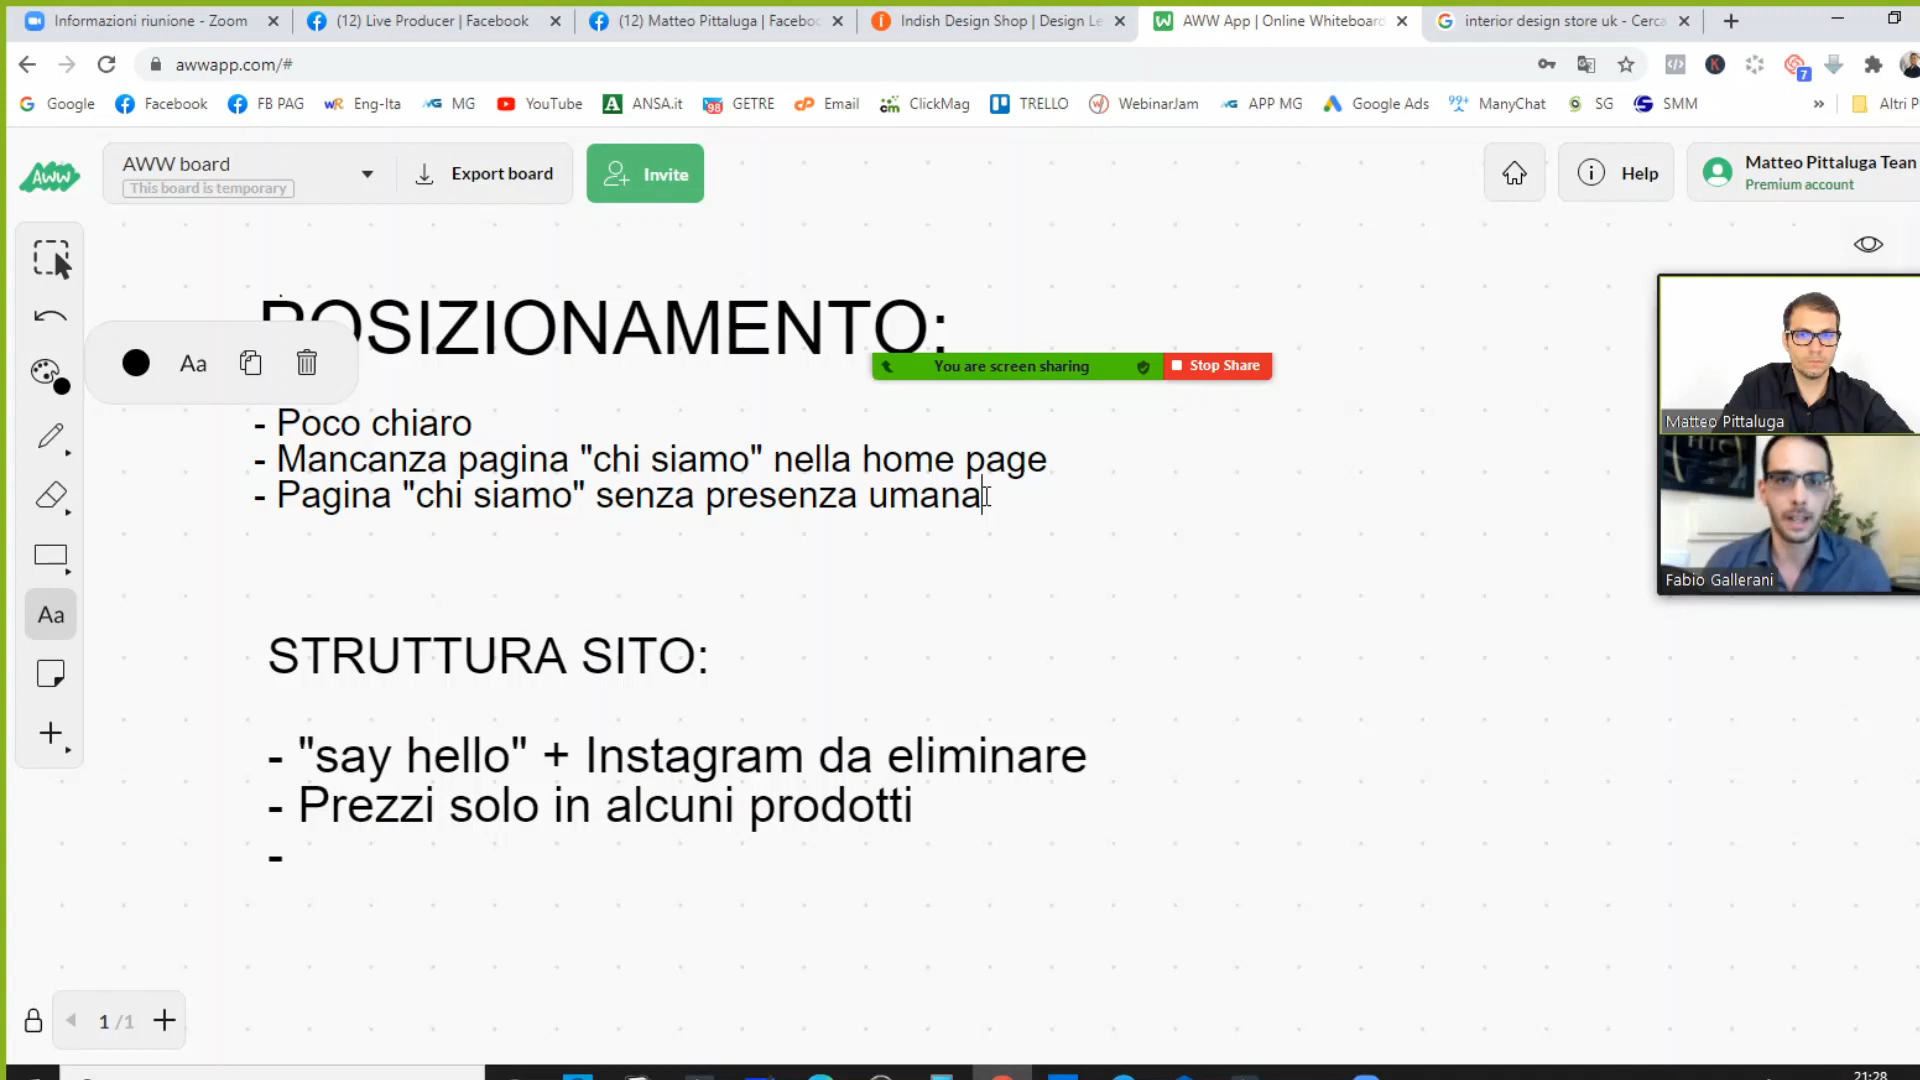 Informazioni riunione - Zoom
(12) Live Producer | Facebook
(12) Matteo Pittaluga | Facebo
Indish Design Shop | Design Le
AWW App | Online Whiteboard
interior design store uk - Cerca
awwapp.com/#
7
Google
Facebook
FB PAG
Eng-Ita
MG
YouTube
ANSA.it
GETRE
Email
ClickMag
TRELLO
WebinarJam
APP MG
Google Ads
ManyChat
SG
SMM
Altri P
AWW
AWW board
This board is temporary
Export board
Invite
Help
Matteo Pittaluga Tean
Premium account
POSIZIONAMENTO:
Aa
You are screen sharing
Stop Share
- Poco chiaro
- Mancanza pagina "chi siamo" nella home page
- Pagina "chi siamo" senza presenza umana
Matteo Pittaluga
Fabio Gallerani
Aa
STRUTTURA SITO:
- "say hello" + Instagram da eliminare
- Prezzi solo in alcuni prodotti
-
1 /1
21:28